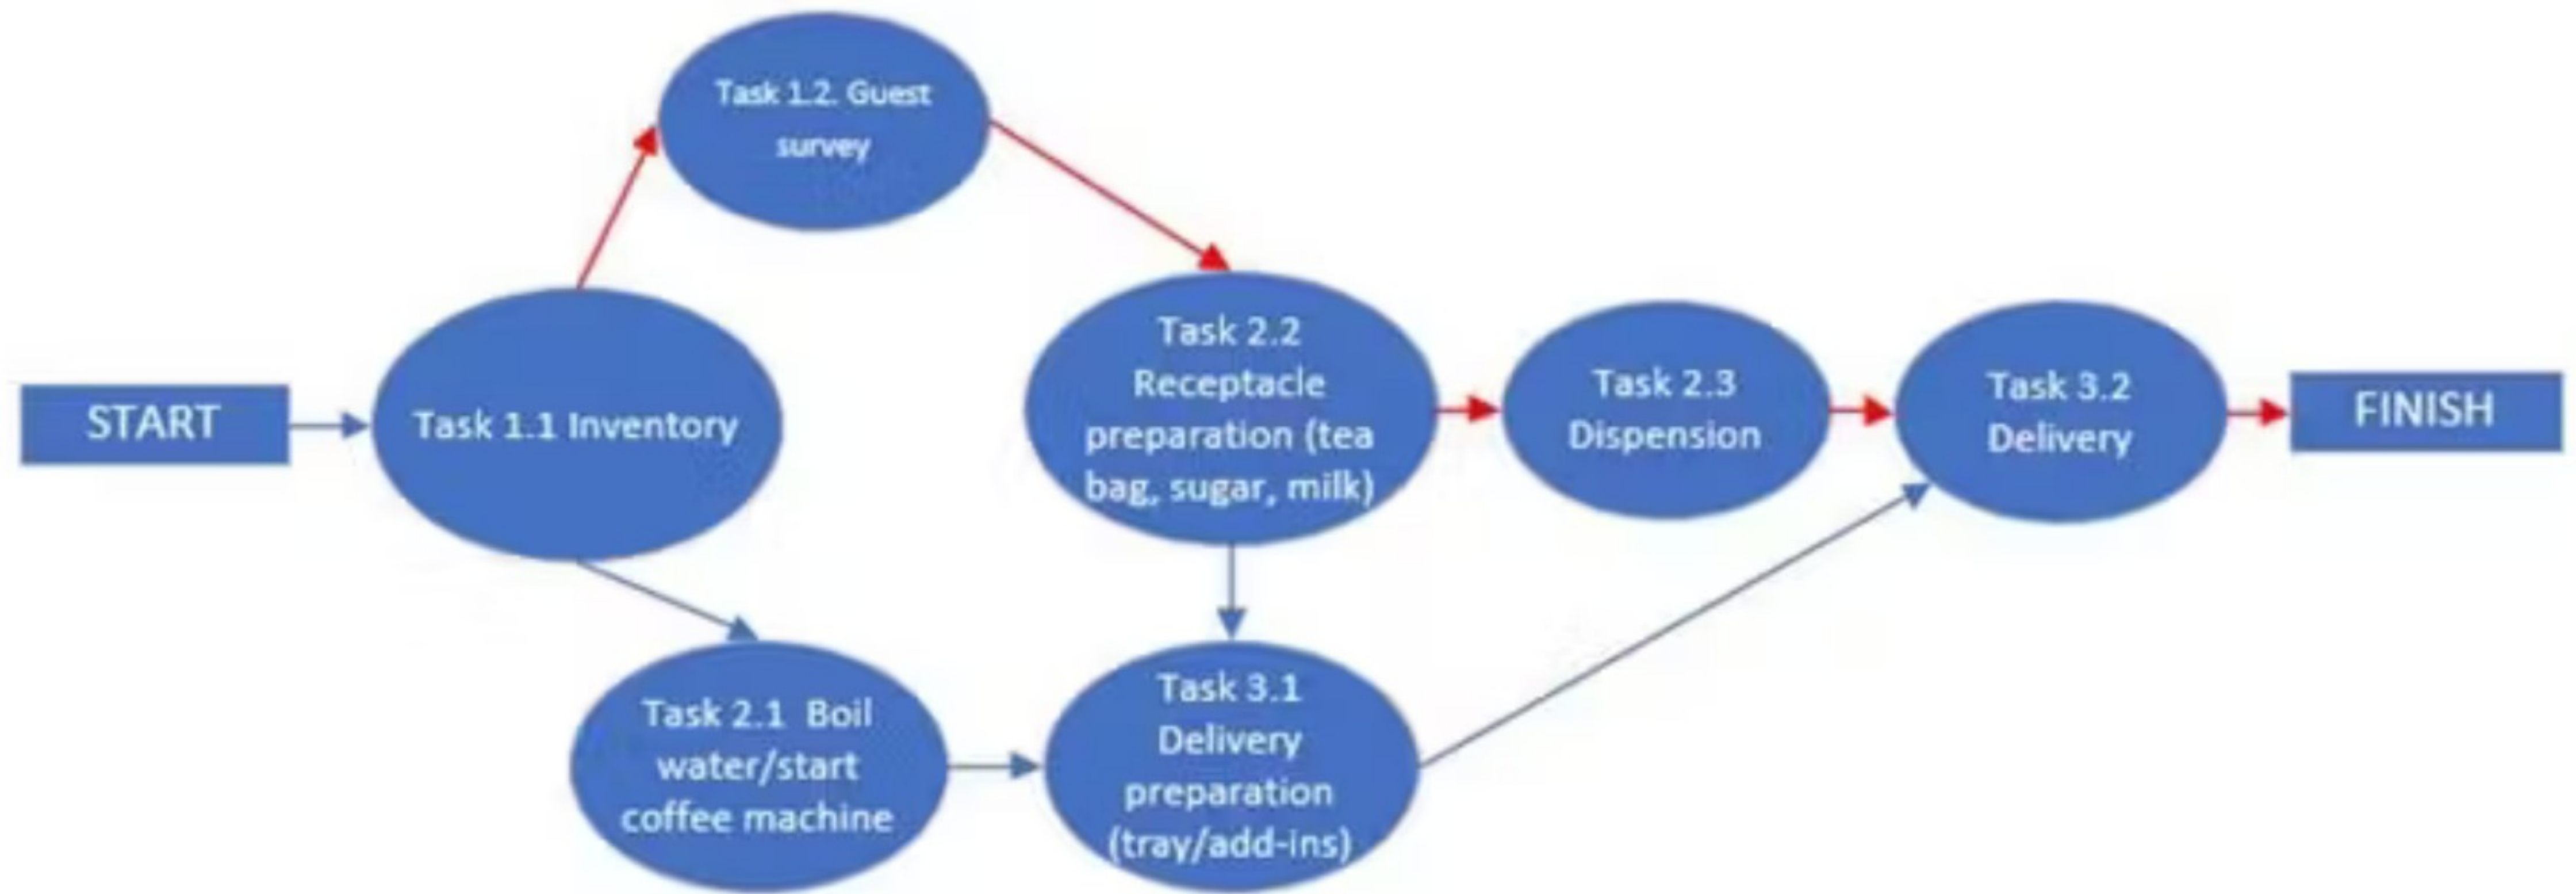 Task 1.2. Guest
survey
START
Task 1.1 Inventory
Task 2.2
Receptacle
preparation (tea
bag, sugar, milk)
Task 2.3
Dispension
Task 3.2
Delivery
FINISH
Task 2.1 Boil
water/start
coffee machine
Task 3.1
Delivery
preparation
(tray/add-ins)